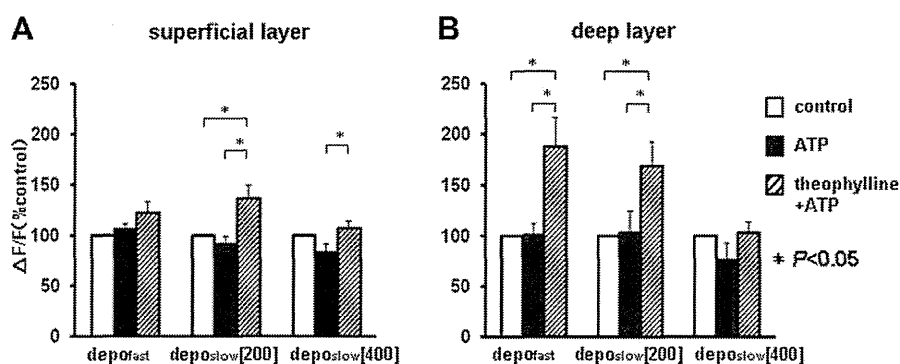 A superficial layer
B deep layer
ΔF/F(%control)
250
200
150
100
50
0
* * * *
depofast deposlow[200] deposlow[400]
250
200
150
100
50
0
* * * *
depofast deposlow[200] deposlow[400]
control
ATP
theophylline
+ATP
* P<0.05